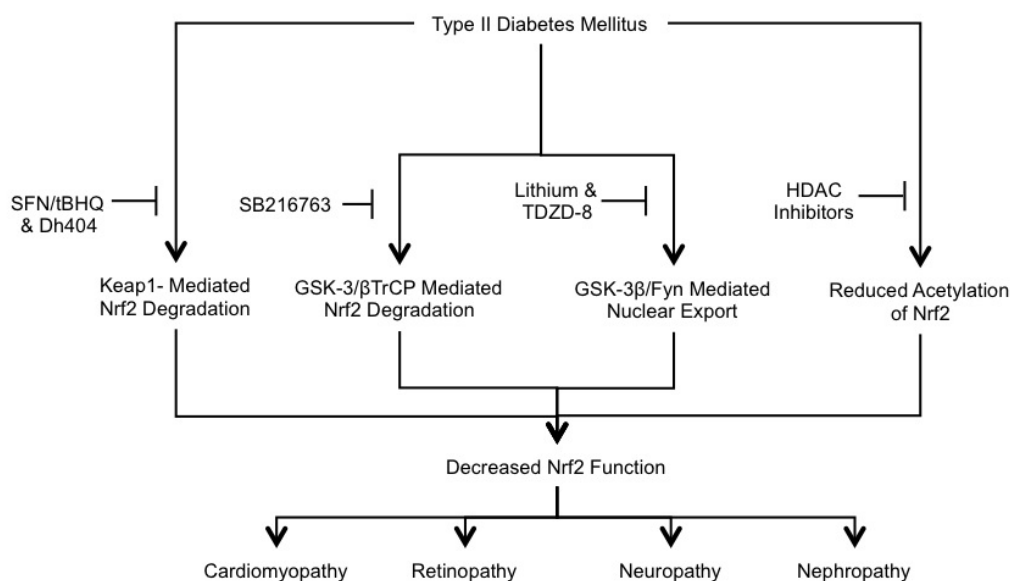 Type II Diabetes Mellitus
SFN/tBHQ
& Dh404
SB216763
Lithium &
TDZD-8
HDAC
Inhibitors
Keap1- Mediated
Nrf2 Degradation
GSK-3/βTrCP Mediated
Nrf2 Degradation
GSK-3β/Fyn Mediated
Nuclear Export
Reduced Acetylation
of Nrf2
Decreased Nrf2 Function
Cardiomyopathy
Retinopathy
Neuropathy
Nephropathy